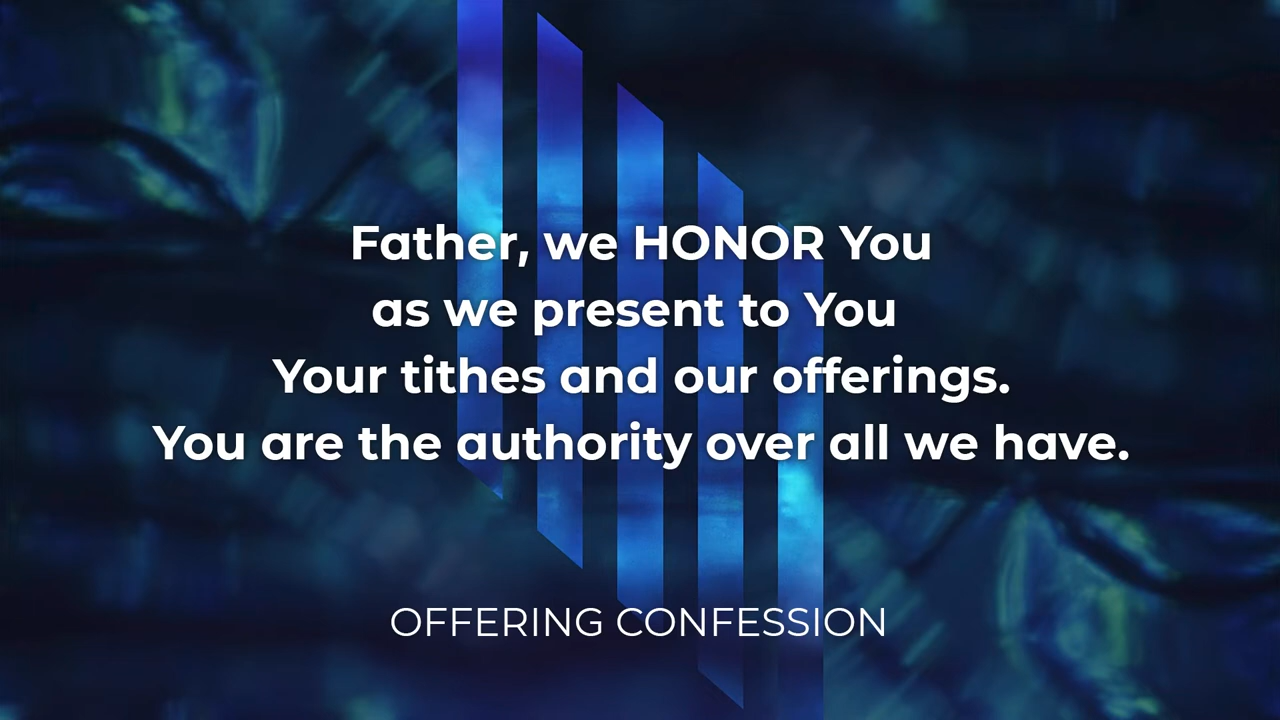 Father, we HONOR You
as we present to You
Your tithes and our offerings.
You are the authority over all we have.
OFFERING CONFESSION